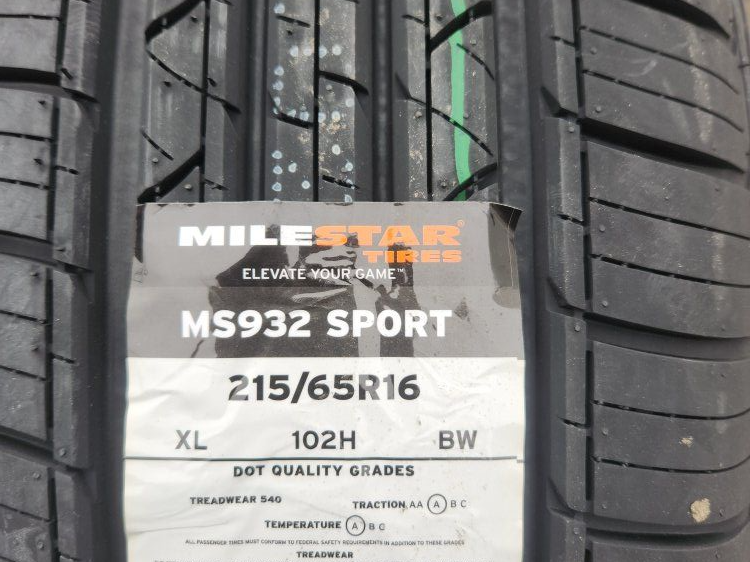 MILESTAR®
TIRES
ELEVATE YOUR GAME™
MS932 SPORT
215/65R16
XL 102H BW
DOT QUALITY GRADES
TREADWEAR 540 TRACTION AA A B C
TEMPERATURE A B C
ALL PASSENGER TIRES MUST CONFORM TO FEDERAL SAFETY REQUIREMENTS IN ADDITION TO THESE GRADES
TREADWEAR